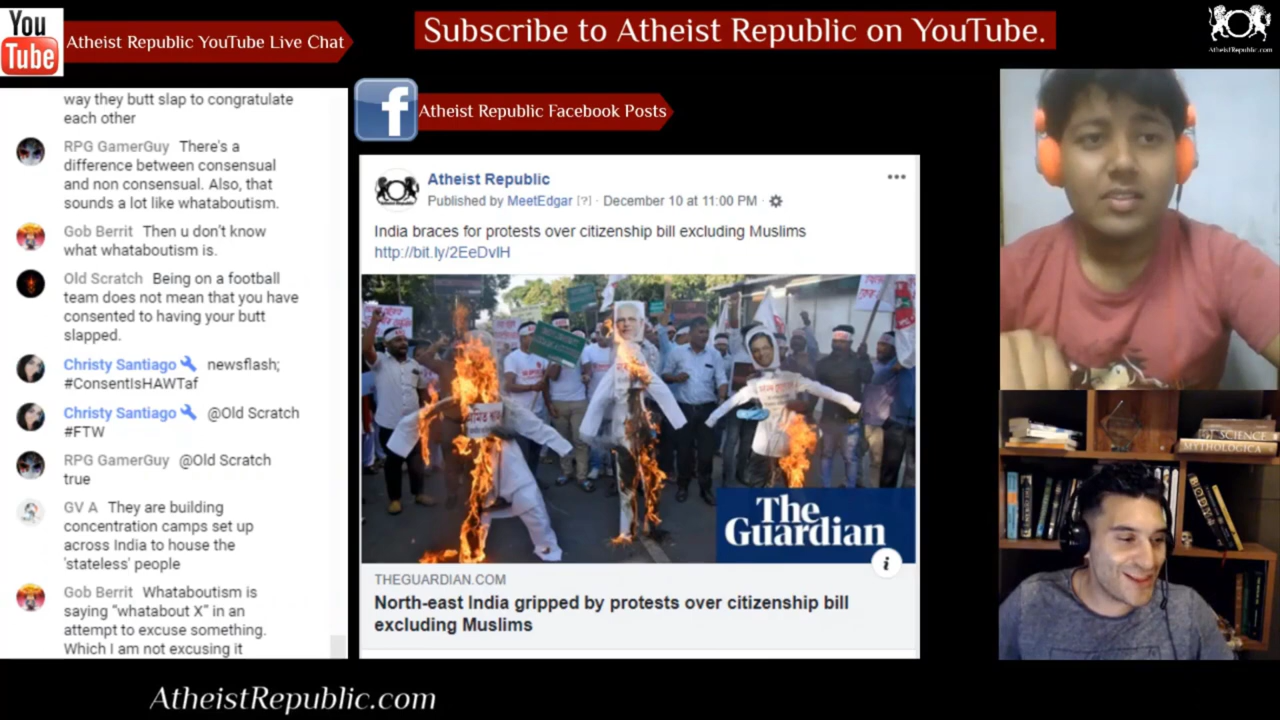 You
Tube
Atheist Republic YouTube Live Chat
Subscribe to Atheist Republic on YouTube.
AtheistRepublic.com
way they butt slap to congratulate
each other
RPG GamerGuy There's a
difference between consensual
and non consensual. Also, that
sounds a lot like whataboutism.
Gob Berrit Then u don't know
what whataboutism is.
Old Scratch Being on a football
team does not mean that you have
consented to having your butt
slapped.
Christy Santiago newsflash;
#ConsentIsHAWTaf
Christy Santiago @Old Scratch
#FTW
RPG GamerGuy @Old Scratch
true
GV A They are building
concentration camps set up
across India to house the
'stateless' people
Gob Berrit Whataboutism is
saying "whatabout X" in an
attempt to excuse something.
Which I am not excusing it
f
Atheist Republic Facebook Posts
Atheist Republic
Published by MeetEdgar [?] · December 10 at 11:00 PM ·
India braces for protests over citizenship bill excluding Muslims
http://bit.ly/2EeDvlH
The
Guardian
i
THEGUARDIAN.COM
North-east India gripped by protests over citizenship bill
excluding Muslims
SCIENCE
MYTHOLOGICA
AtheistRepublic.com